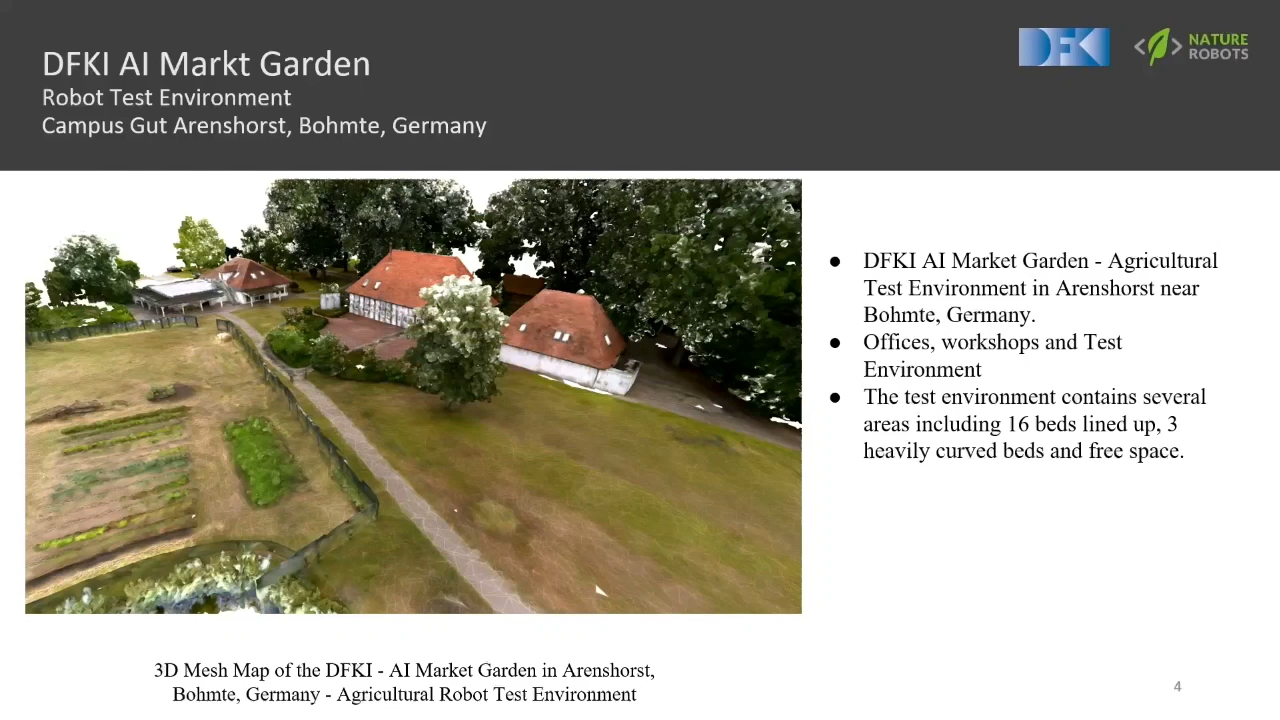 DFKI AI Markt Garden
Robot Test Environment
Campus Gut Arenshorst, Bohmte, Germany
DFKI
NATURE
ROBOTS
● DFKI AI Market Garden - Agricultural
Test Environment in Arenshorst near
Bohmte, Germany.
● Offices, workshops and Test
Environment
● The test environment contains several
areas including 16 beds lined up, 3
heavily curved beds and free space.
3D Mesh Map of the DFKI - AI Market Garden in Arenshorst,
Bohmte, Germany - Agricultural Robot Test Environment
4